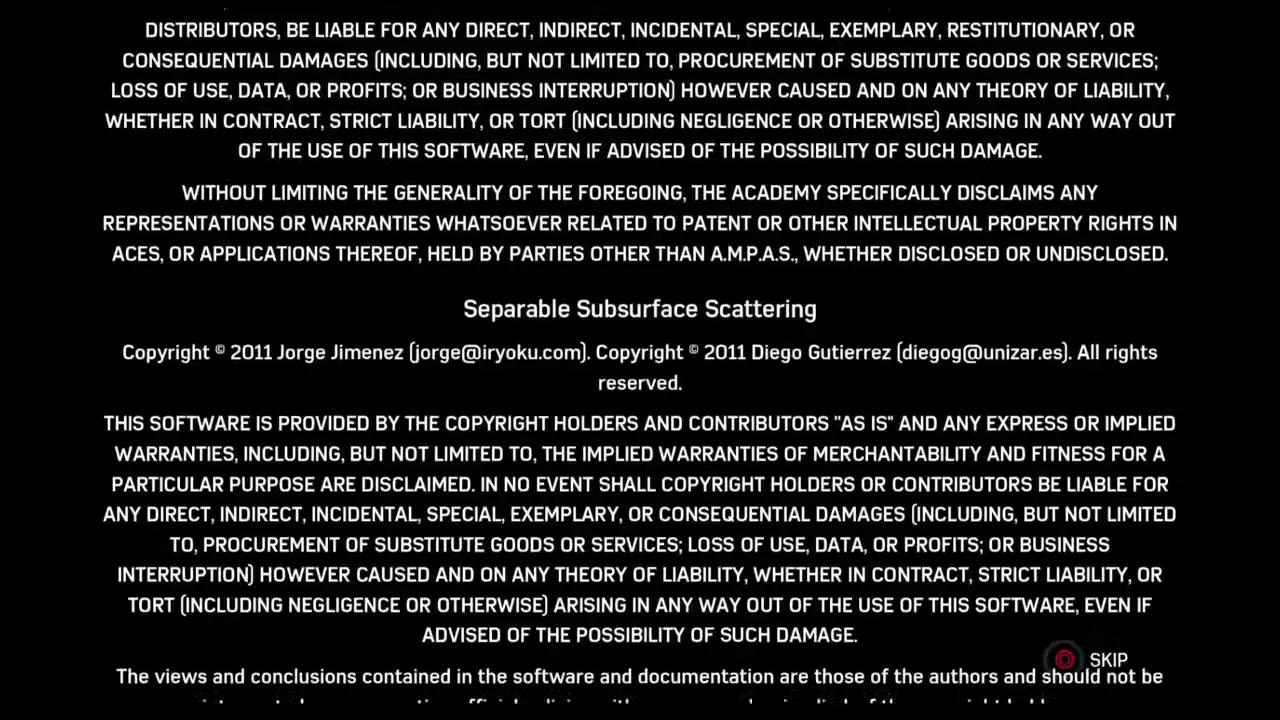 DISTRIBUTORS, BE LIABLE FOR ANY DIRECT, INDIRECT, INCIDENTAL, SPECIAL, EXEMPLARY, RESTITUTIONARY, OR
CONSEQUENTIAL DAMAGES (INCLUDING, BUT NOT LIMITED TO, PROCUREMENT OF SUBSTITUTE GOODS OR SERVICES;
LOSS OF USE, DATA, OR PROFITS; OR BUSINESS INTERRUPTION) HOWEVER CAUSED AND ON ANY THEORY OF LIABILITY,
WHETHER IN CONTRACT, STRICT LIABILITY, OR TORT (INCLUDING NEGLIGENCE OR OTHERWISE) ARISING IN ANY WAY OUT
OF THE USE OF THIS SOFTWARE, EVEN IF ADVISED OF THE POSSIBILITY OF SUCH DAMAGE.
WITHOUT LIMITING THE GENERALITY OF THE FOREGOING, THE ACADEMY SPECIFICALLY DISCLAIMS ANY
REPRESENTATIONS OR WARRANTIES WHATSOEVER RELATED TO PATENT OR OTHER INTELLECTUAL PROPERTY RIGHTS IN
ACES, OR APPLICATIONS THEREOF, HELD BY PARTIES OTHER THAN A.M.P.A.S., WHETHER DISCLOSED OR UNDISCLOSED.
Separable Subsurface Scattering
Copyright © 2011 Jorge Jimenez (jorge@iryoku.com). Copyright © 2011 Diego Gutierrez (diegog@unizar.es). All rights
reserved.
THIS SOFTWARE IS PROVIDED BY THE COPYRIGHT HOLDERS AND CONTRIBUTORS "AS IS" AND ANY EXPRESS OR IMPLIED
WARRANTIES, INCLUDING, BUT NOT LIMITED TO, THE IMPLIED WARRANTIES OF MERCHANTABILITY AND FITNESS FOR A
PARTICULAR PURPOSE ARE DISCLAIMED. IN NO EVENT SHALL COPYRIGHT HOLDERS OR CONTRIBUTORS BE LIABLE FOR
ANY DIRECT, INDIRECT, INCIDENTAL, SPECIAL, EXEMPLARY, OR CONSEQUENTIAL DAMAGES (INCLUDING, BUT NOT LIMITED
TO, PROCUREMENT OF SUBSTITUTE GOODS OR SERVICES; LOSS OF USE, DATA, OR PROFITS; OR BUSINESS
INTERRUPTION) HOWEVER CAUSED AND ON ANY THEORY OF LIABILITY, WHETHER IN CONTRACT, STRICT LIABILITY, OR
TORT (INCLUDING NEGLIGENCE OR OTHERWISE) ARISING IN ANY WAY OUT OF THE USE OF THIS SOFTWARE, EVEN IF
ADVISED OF THE POSSIBILITY OF SUCH DAMAGE.
SKIP
The views and conclusions contained in the software and documentation are those of the authors and should not be